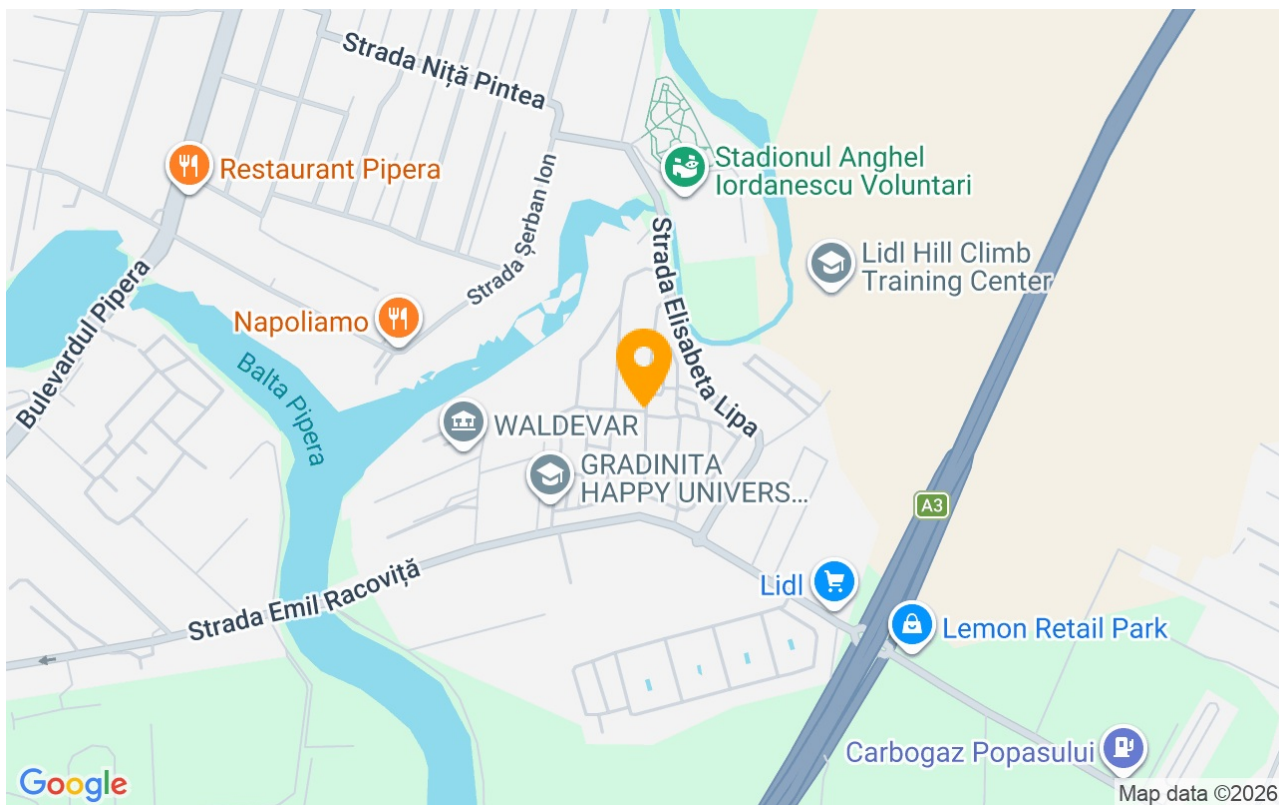 Strada Niță Pintea
Restaurant Pipera
Stadionul Anghel
Iordanescu Voluntari
Strada Șerban Ion
Strada Elisabeta Lipa
Lidl Hill Climb
Training Center
Bulevardul Pipera
Napoliamo
Balta Pipera
WALDEVAR
GRADINITA
HAPPY UNIVERS...
A3
Strada Emil Racoviță
Lidl
Lemon Retail Park
Carbogaz Popasului
Google
Map data ©2026